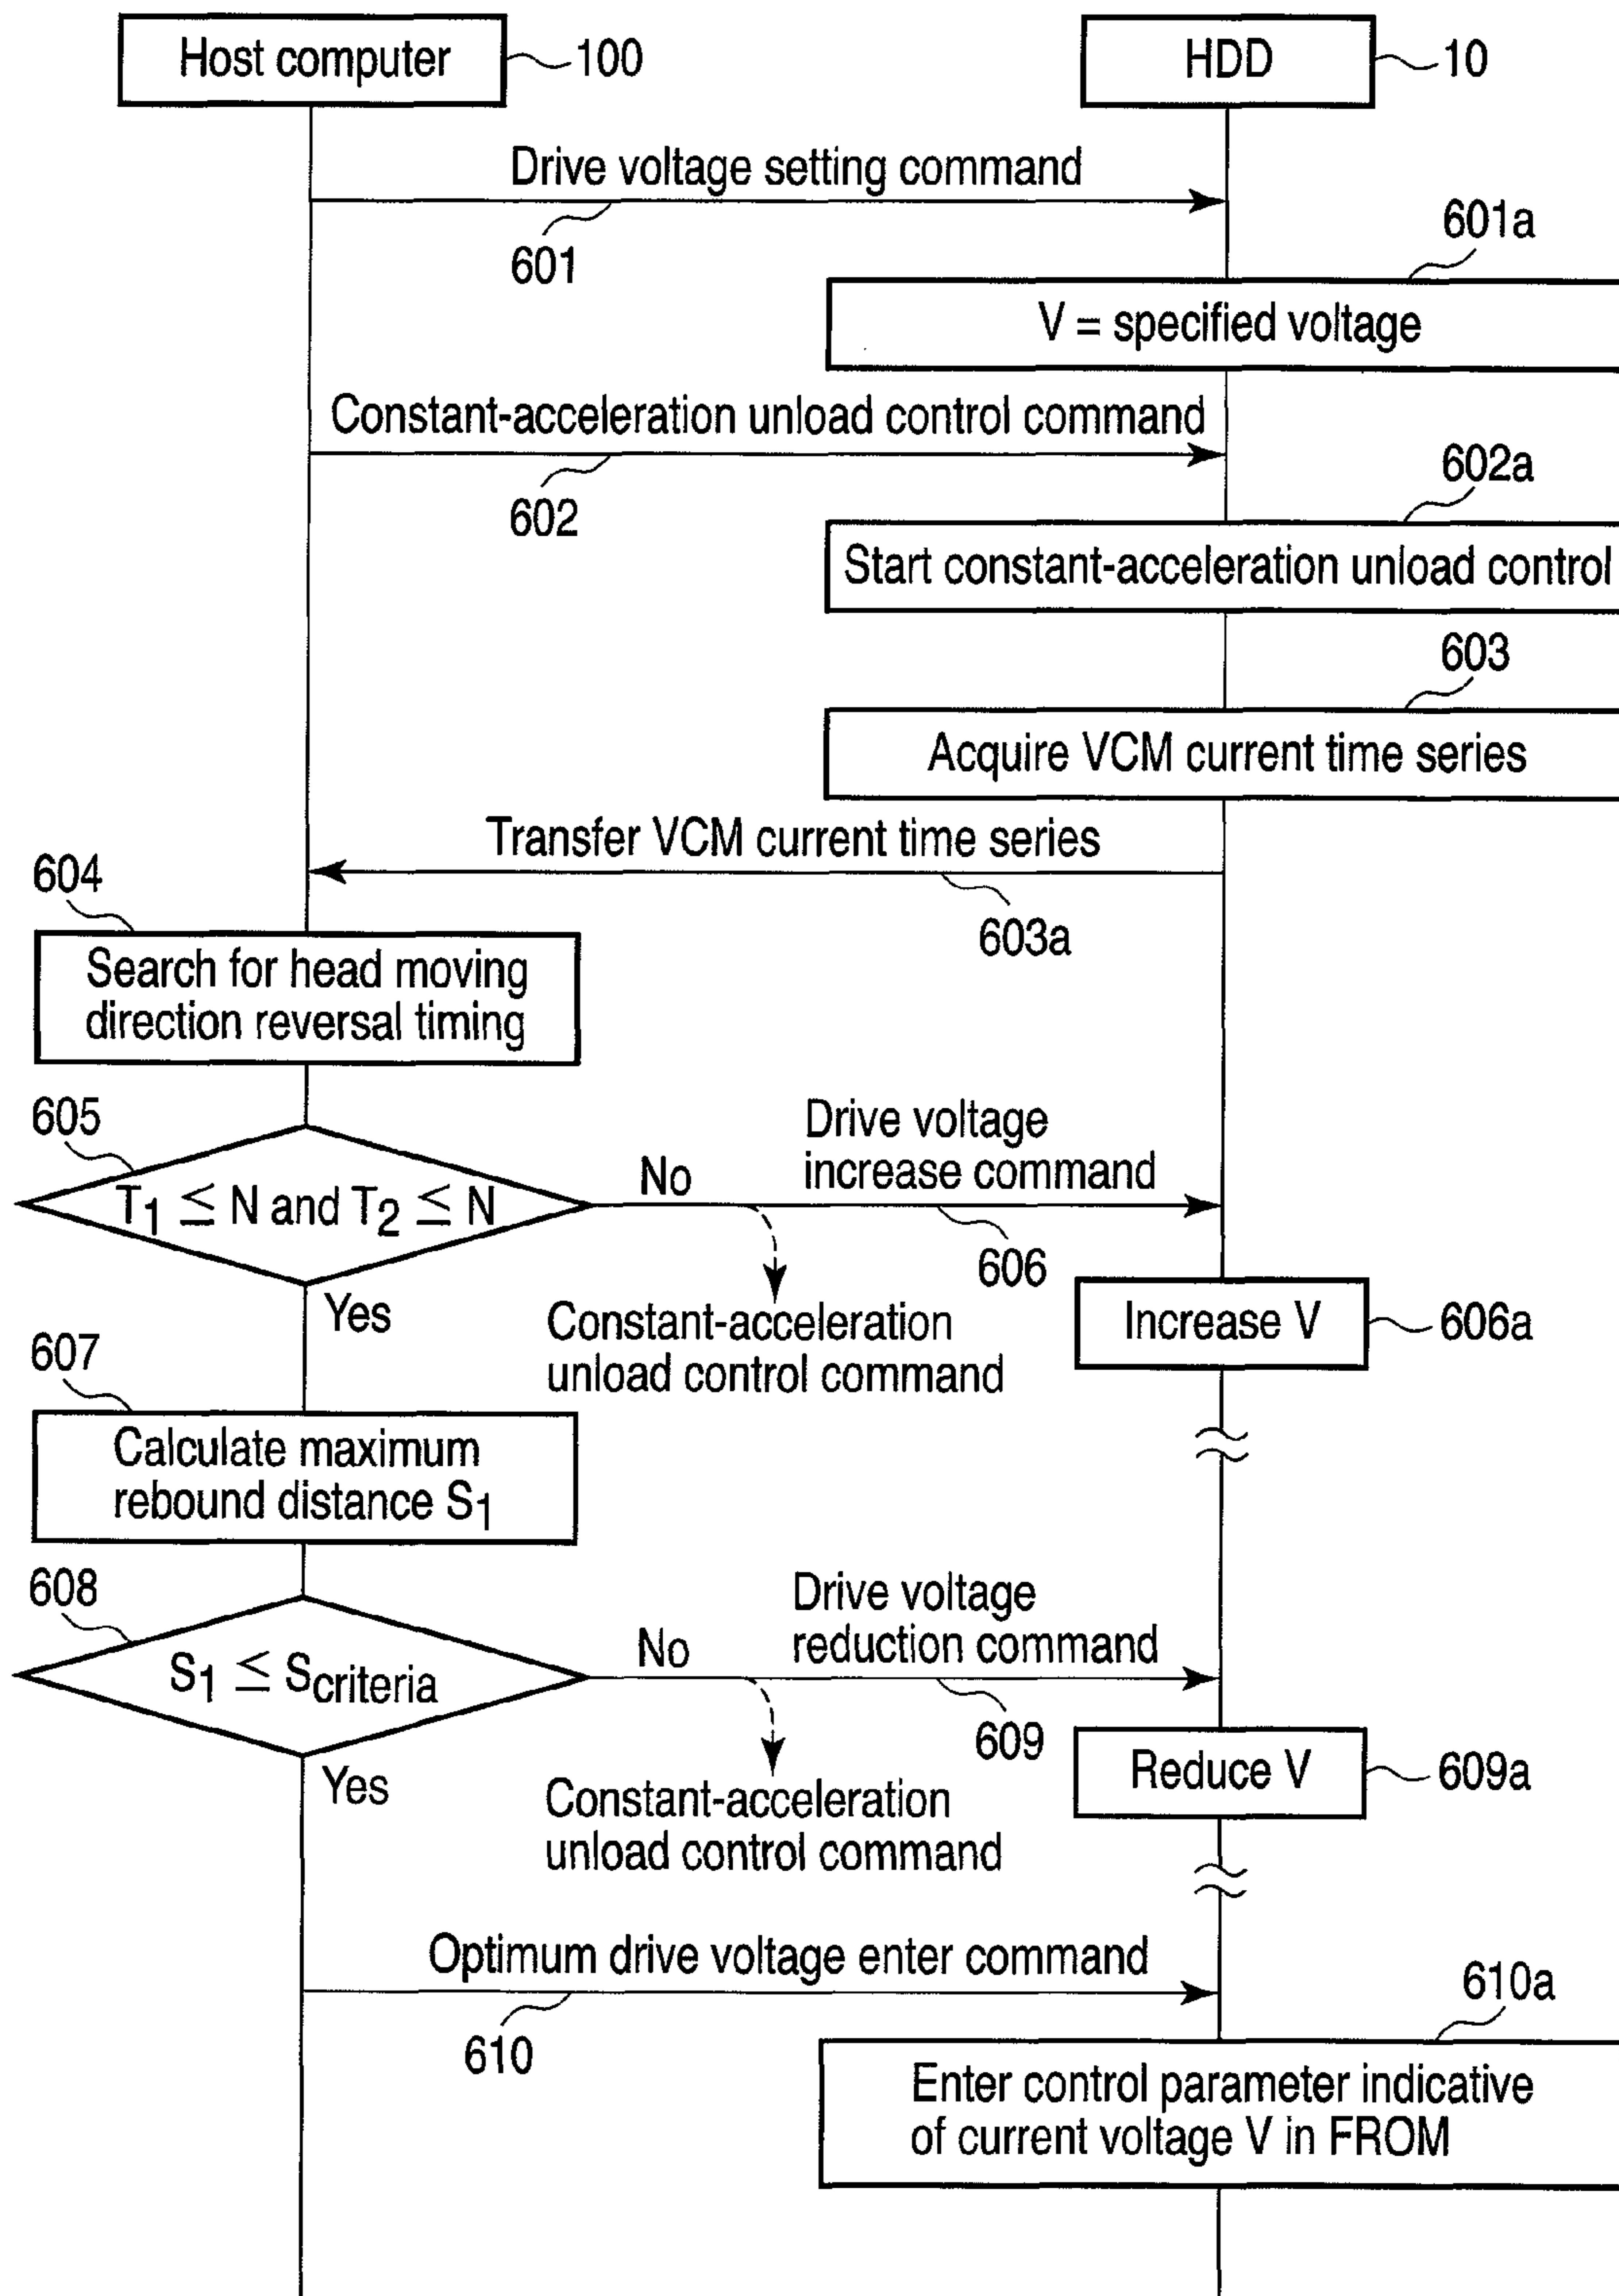 Host computer
100
HDD
10
Drive voltage setting command
601
601a
V = specified voltage
Constant-acceleration unload control command
602
602a
Start constant-acceleration unload control
603
Acquire VCM current time series
Transfer VCM current time series
603a
604
Search for head moving
direction reversal timing
605
T1 ≤ N and T2 ≤ N
No
Drive voltage
increase command
606
Yes
Constant-acceleration
unload control command
Increase V
606a
607
Calculate maximum
rebound distance S1
608
S1 ≤ Scriteria
No
Drive voltage
reduction command
609
Yes
Constant-acceleration
unload control command
Reduce V
609a
Optimum drive voltage enter command
610
610a
Enter control parameter indicative
of current voltage V in FROM